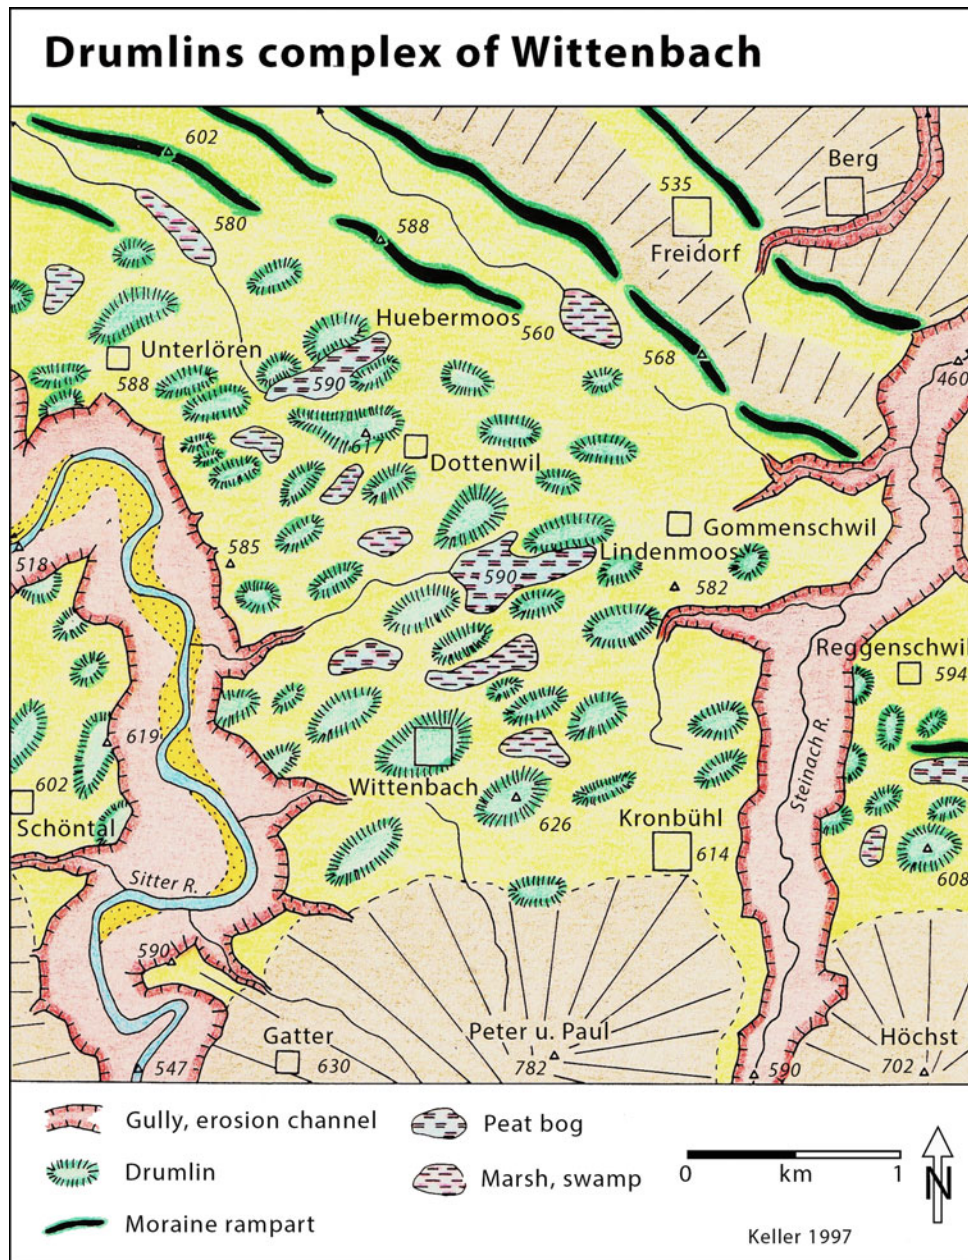 Drumlins complex of Wittenbach
602
Berg
535
580
588
Freidorf
Huebermoos
560
Unterlören
568
588
590
460
617
Dottenwil
Gommenschwil
518
585
Lindenmoos
590
582
Reggenschwil
594
619
Steinach R.
602
Wittenbach
Schöntal
626
Kronbühl
614
Sitter R.
608
590
Gatter
Peter u. Paul
Höchst
547
630
782
590
702
Gully, erosion channel
Peat bog
Drumlin
Marsh, swamp
0 km 1
N
Moraine rampart
Keller 1997